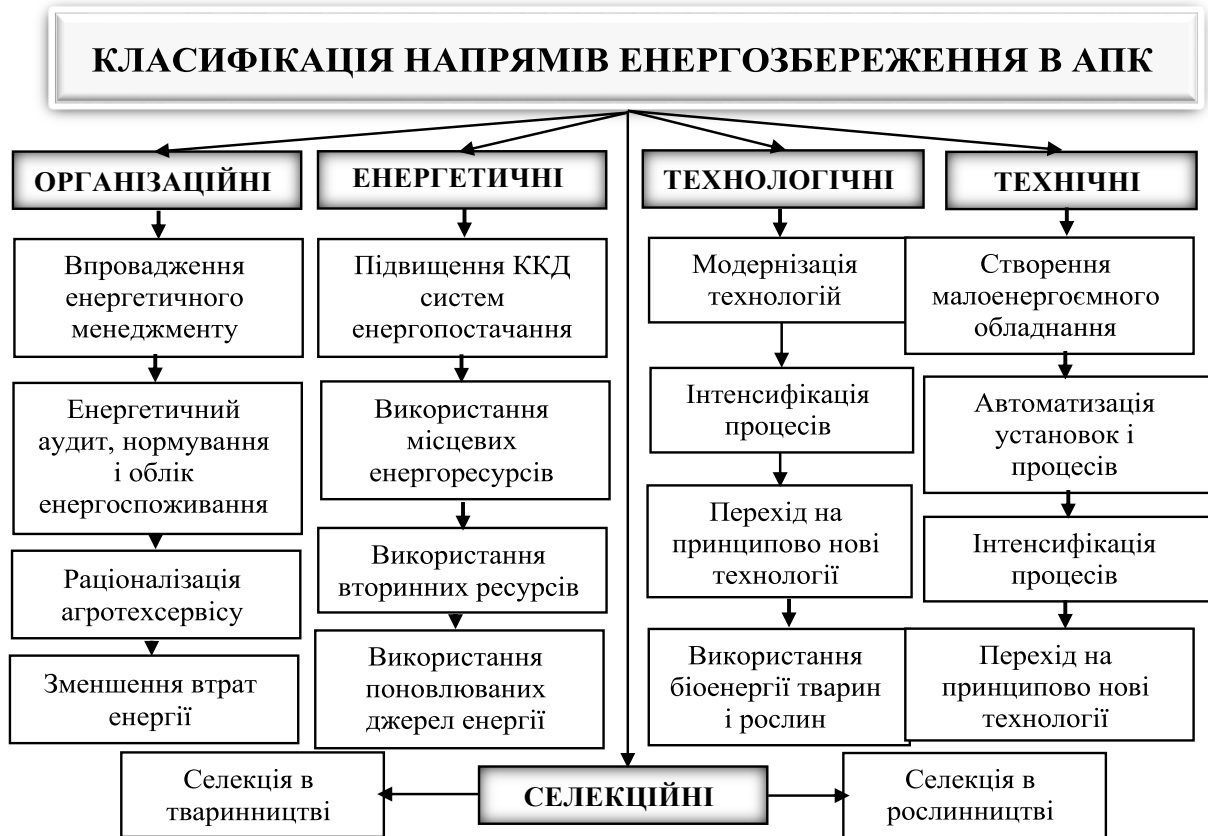 КЛАСИФІКАЦІЯ НАПРЯМІВ ЕНЕРГОЗБЕРЕЖЕННЯ В АПК
ОРГАНІЗАЦІЙНІ
Впровадження
енергетичного
менеджменту
Енергетичний
аудит, нормування
і облік
енергоспоживання
Раціоналізація
агротехсервісу
Зменшення втрат
енергії
ЕНЕРГЕТИЧНІ
Підвищення ККД
систем
енергопостачання
Використання
місцевих
енергоресурсів
Використання
вторинних ресурсів
Використання
поновлюваних
джерел енергії
ТЕХНОЛОГІЧНІ
Модернізація
технологій
Інтенсифікація
процесів
Перехід на
принципово нові
технології
Використання
біоенергії тварин
і рослин
ТЕХНІЧНІ
Створення
малоенергоємного
обладнання
Автоматизація
установок і
процесів
Інтенсифікація
процесів
Перехід на
принципово нові
технології
Селекція в
тваринництві
СЕЛЕКЦІЙНІ
Селекція в
рослинництві